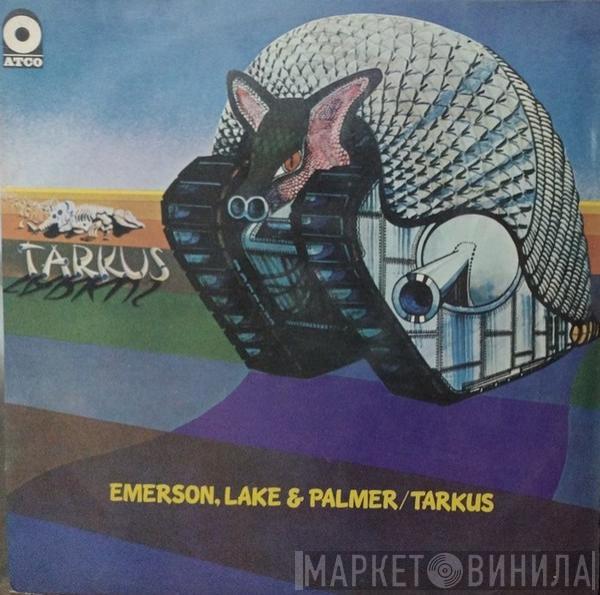 ATCO
TARKUS
EMERSON, LAKE & PALMER/TARKUS
МАРКЕТ ВИНИЛА